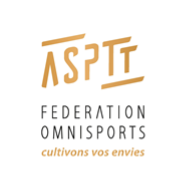 ASPTT
FEDERATION
OMNISPORTS
cultivons vos envies